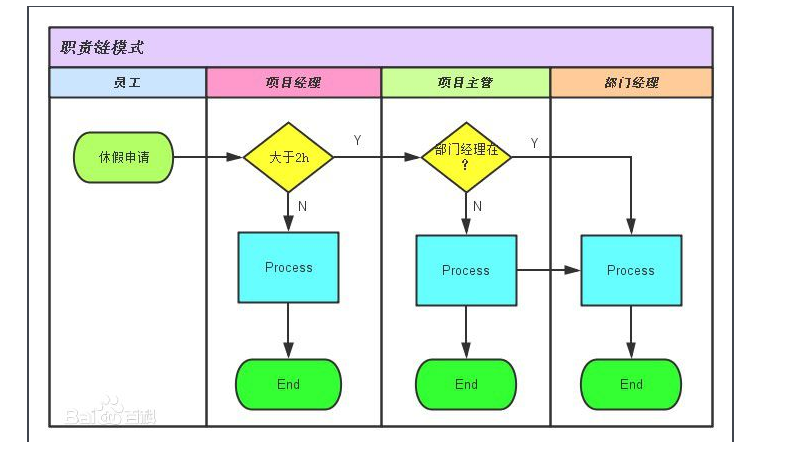 职责链模式
员工
项目经理
项目主管
部门经理
休假申请
大于2h
Y
部门经理在
？
Y
N
N
Process
Process
Process
End
End
End
Baidu百科